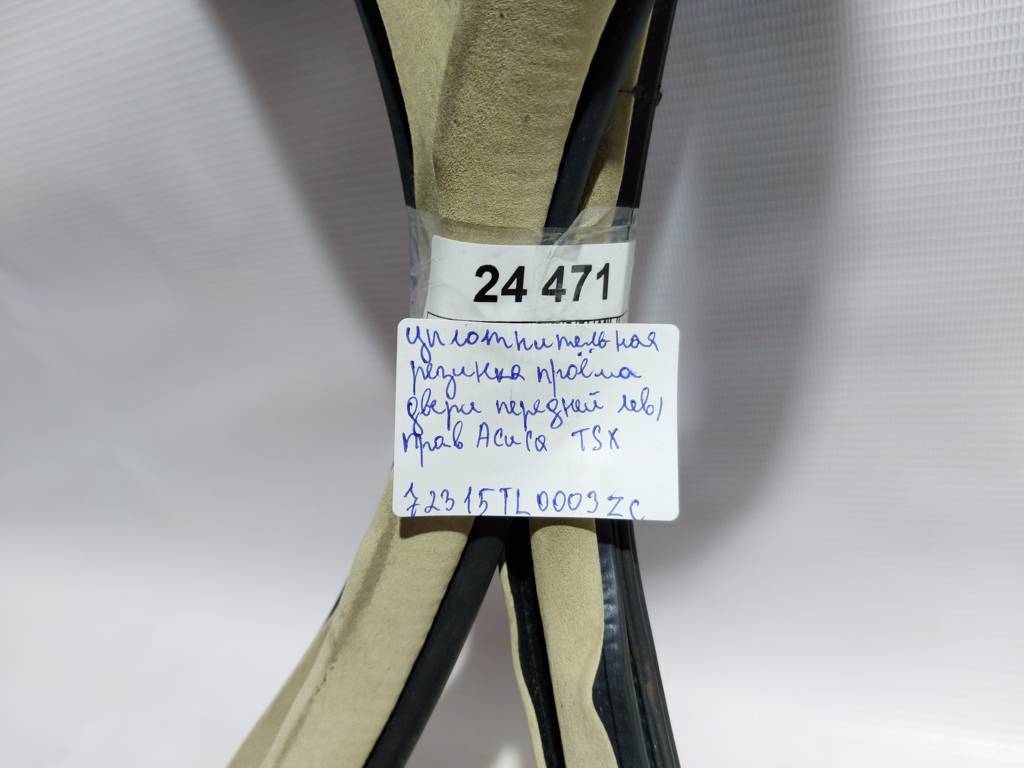 24 471
уплотнительная
резинка проёма
двери передней лев/
прав Acura TSX
72315TL0003ZC